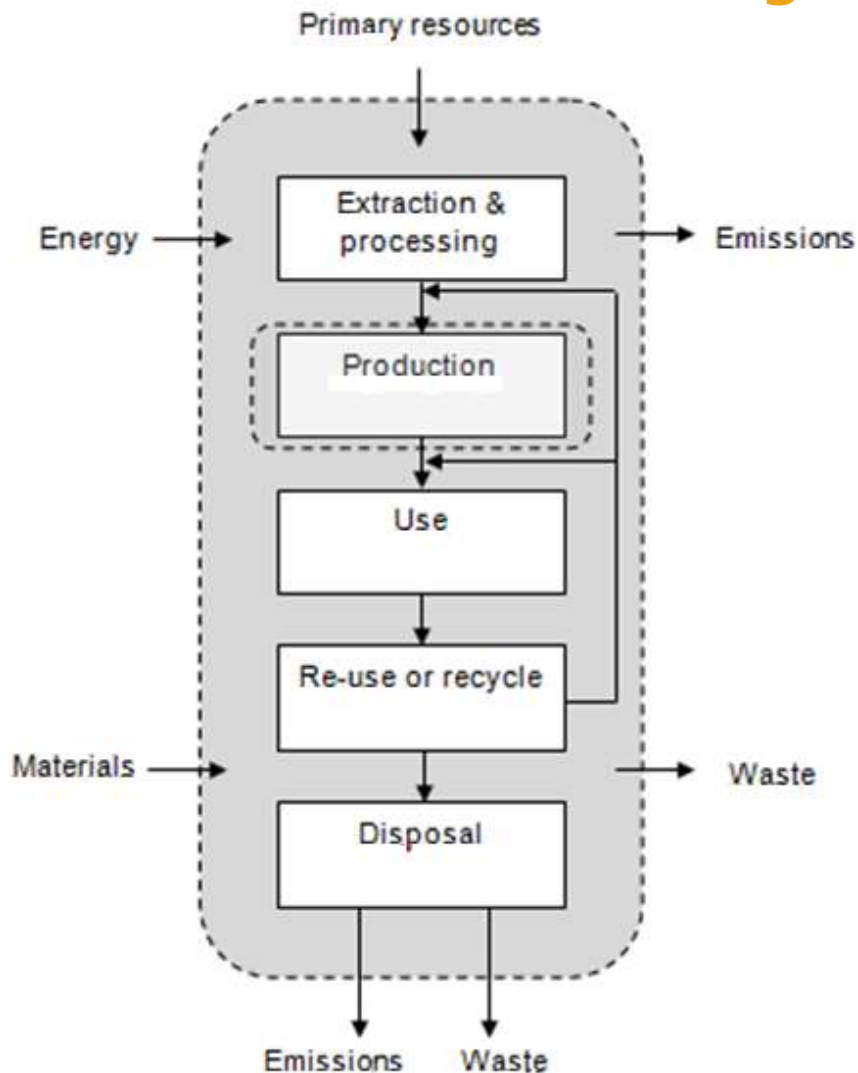 Primary resources
Extraction &
processing
Energy
Emissions
Production
Use
Re-use or recycle
Materials
Waste
Disposal
Emissions
Waste